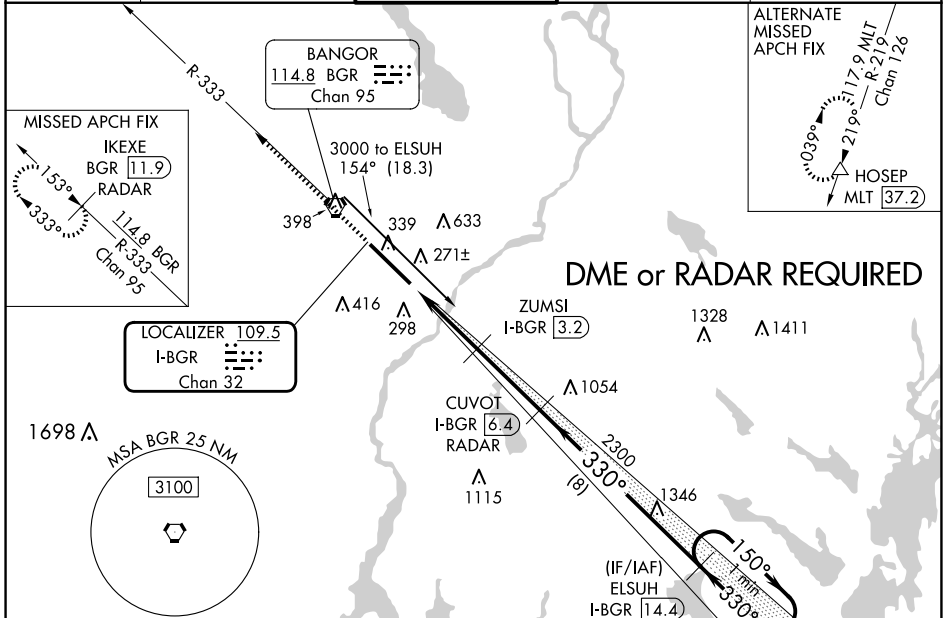 ALTERNATE
MISSED
APCH FIX
117.9 MLT
R-219
Chan 126
039°
219°
HOSEP
MLT 37.2
R-333
BANGOR
114.8 BGR
Chan 95
MISSED APCH FIX
IKEXE
BGR 11.9
RADAR
153°
333°
114.8 BGR
R-333
Chan 95
3000 to ELSUH
154° (18.3)
398
339
633
271±
DME or RADAR REQUIRED
416
298
ZUMSI
I-BGR 3.2
1328
1411
LOCALIZER 109.5
I-BGR
Chan 32
1054
CUVOT
I-BGR 6.4
RADAR
1698
MSA BGR 25 NM
3100
1115
2300
330°
(8)
1346
150°
1 min
330°
(IF/IAF)
ELSUH
I-BGR 14.4